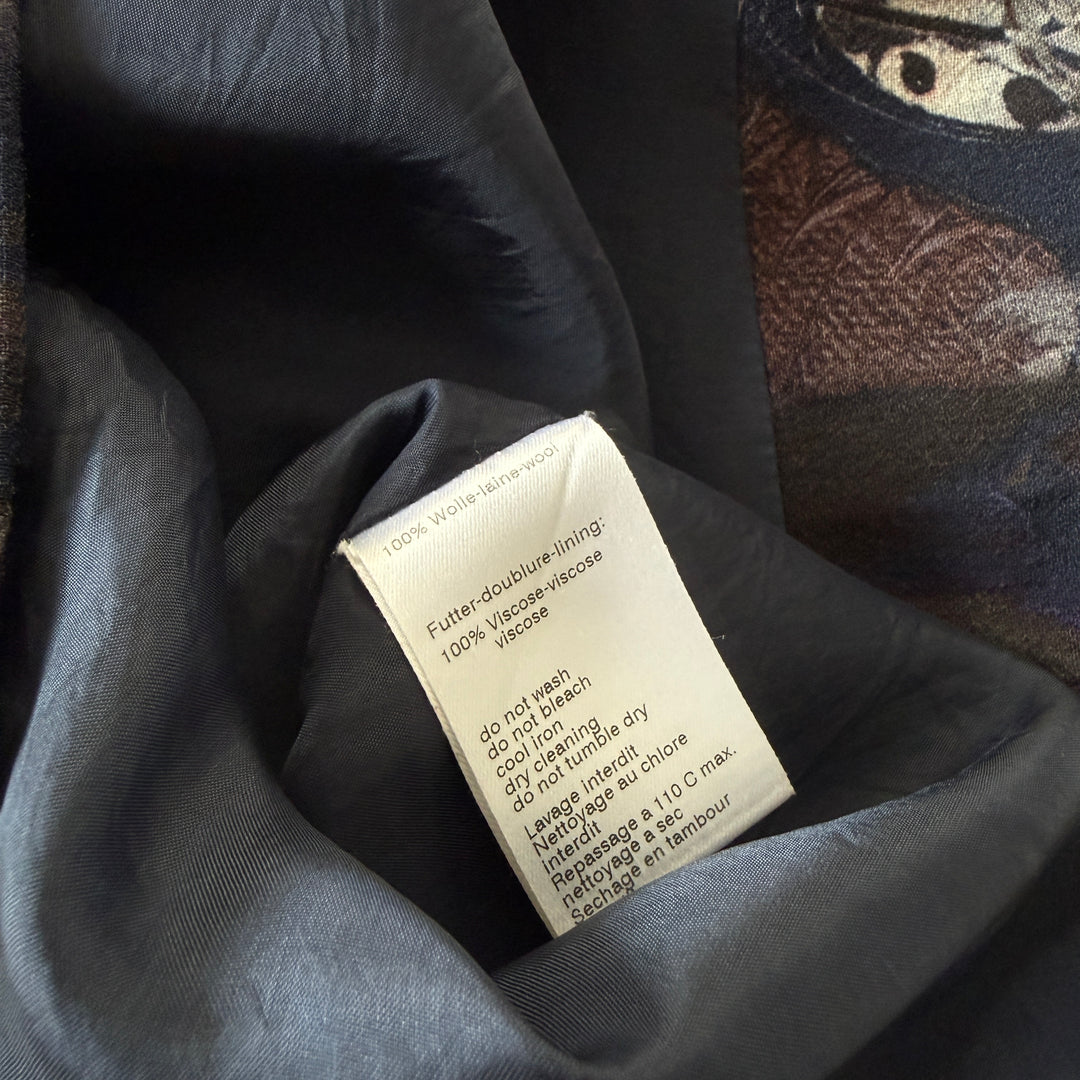 100% Wolle-laine-wool
Futter-doublure-lining:
100% Viscose-viscose
viscose
do not wash
do not bleach
cool iron
dry cleaning
do not tumble dry
Lavage interdit
Nettoyage au chlore
Interdit
Repassage a 110 C max.
nettoyage a sec
Sechage en tambour